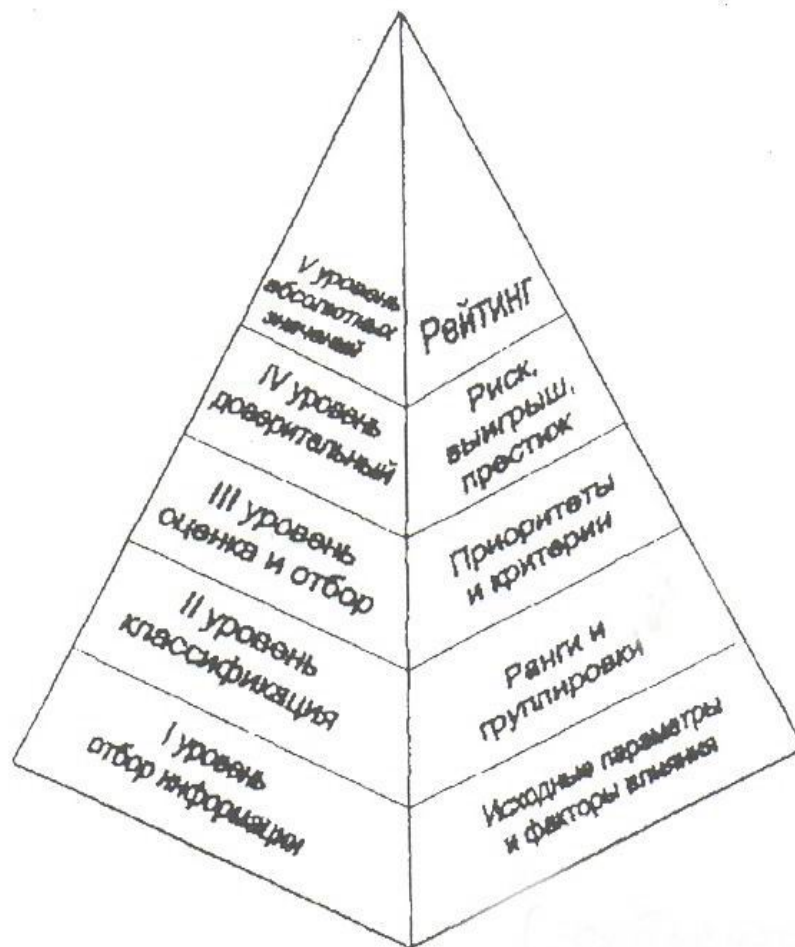 V уровень
абсолютных
значений
Рейтинг
IV уровень
доверительный
Риск,
выигрыш,
престиж
III уровень
оценка и отбор
Приоритеты
и критерии
II уровень
классификация
Ранги и
группировки
I уровень
отбор информации
Исходные параметры
и факторы влияния